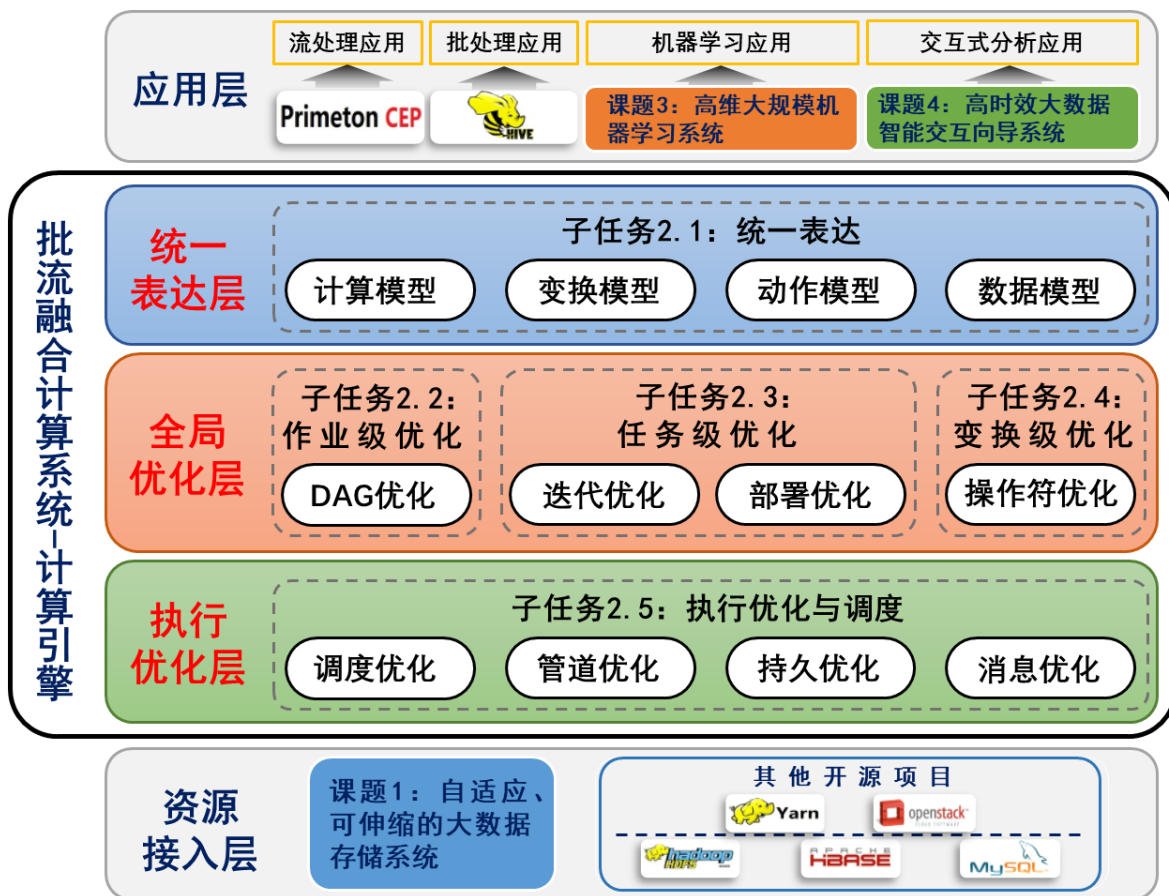 流处理应用
批处理应用
机器学习应用
交互式分析应用
应用层
Primeton CEP
HIVE
课题3：高维大规模机
器学习系统
课题4：高时效大数据
智能交互向导系统
批流融合计算系统-计算引擎
统一
表达层
子任务2.1：统一表达
计算模型
变换模型
动作模型
数据模型
全局
优化层
子任务2.2：
作业级优化
DAG优化
子任务2.3：
任务级优化
迭代优化
部署优化
子任务2.4：
变换级优化
操作符优化
执行
优化层
子任务2.5：执行优化与调度
调度优化
管道优化
持久优化
消息优化
资源
接入层
课题1：自适应、
可伸缩的大数据
存储系统
其他开源项目
Yarn
openstack
CLOUD SOFTWARE
hadoop
HDFS
APACHE
HBASE
MySQL